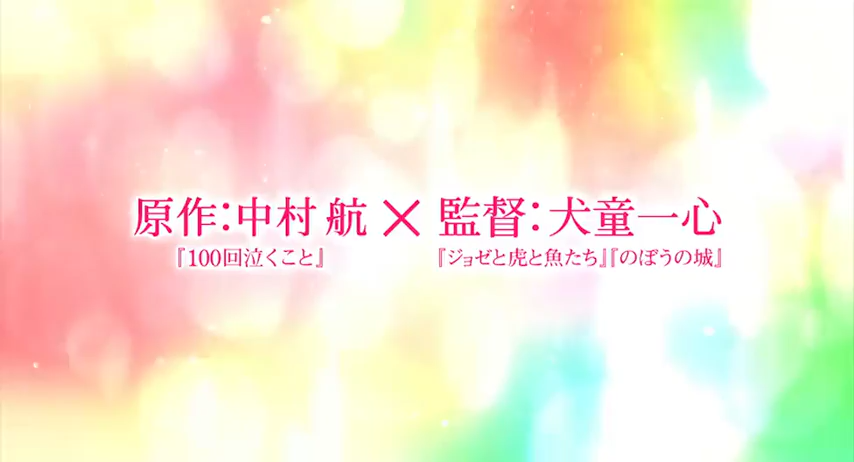 原作:中村 航 × 監督:犬童一心
『100回泣くこと』 『ジョゼと虎と魚たち』『のぼうの城』